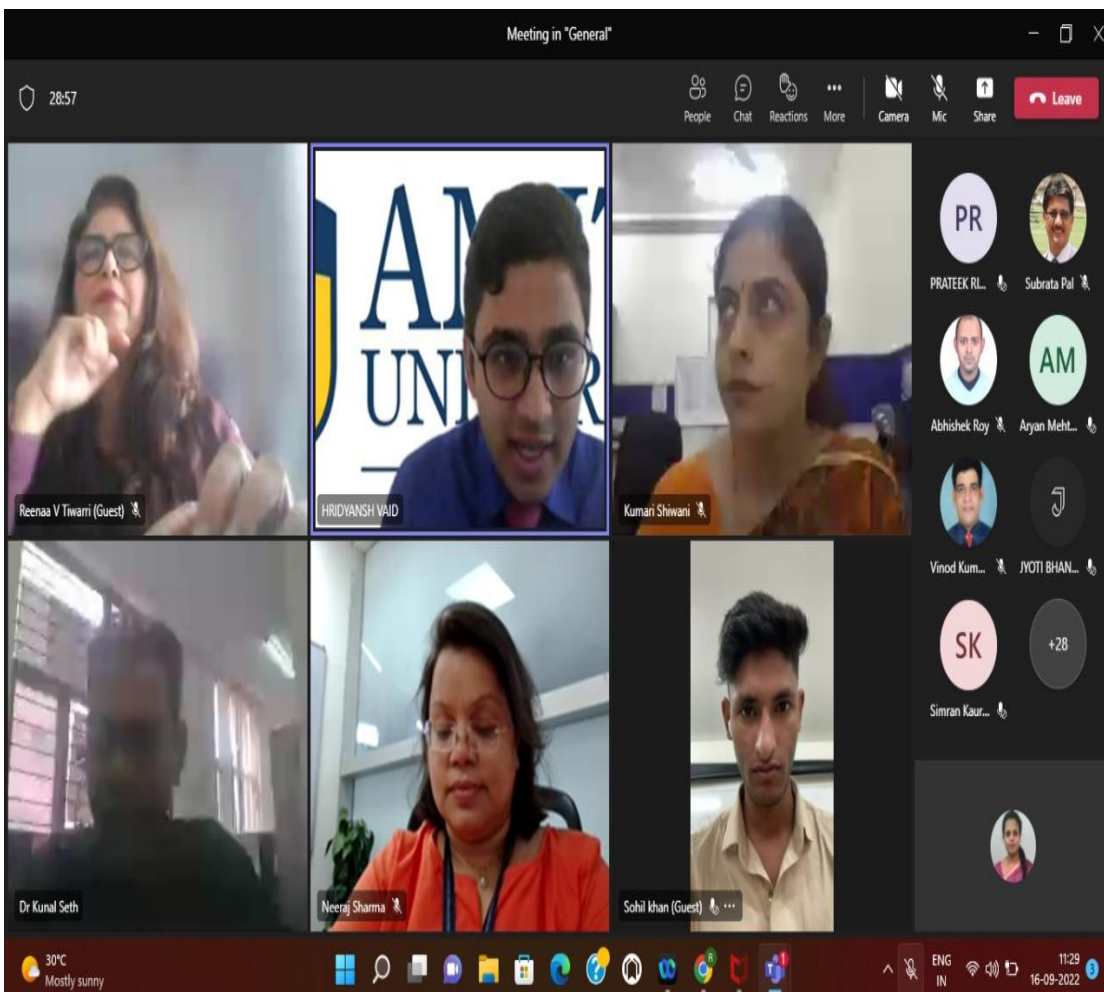 Meeting in "General"
28:57
People
Chat
Reactions
More
Camera
Mic
Share
Leave
Reenaa V Tiwarri (Guest)
HRIDYANSH VAID
UNIVER
Kumari Shiwani
PR
PRATEEK RI...
Subrata Pal
Abhishek Roy
AM
Aryan Meht...
Vinod Kum...
J
JYOTI BHAN...
SK
Simran Kaur...
+28
Dr Kunal Seth
Neeraj Sharma
Sohil khan (Guest)
30°C
Mostly sunny
ENG
IN
11:29
16-09-2022
3